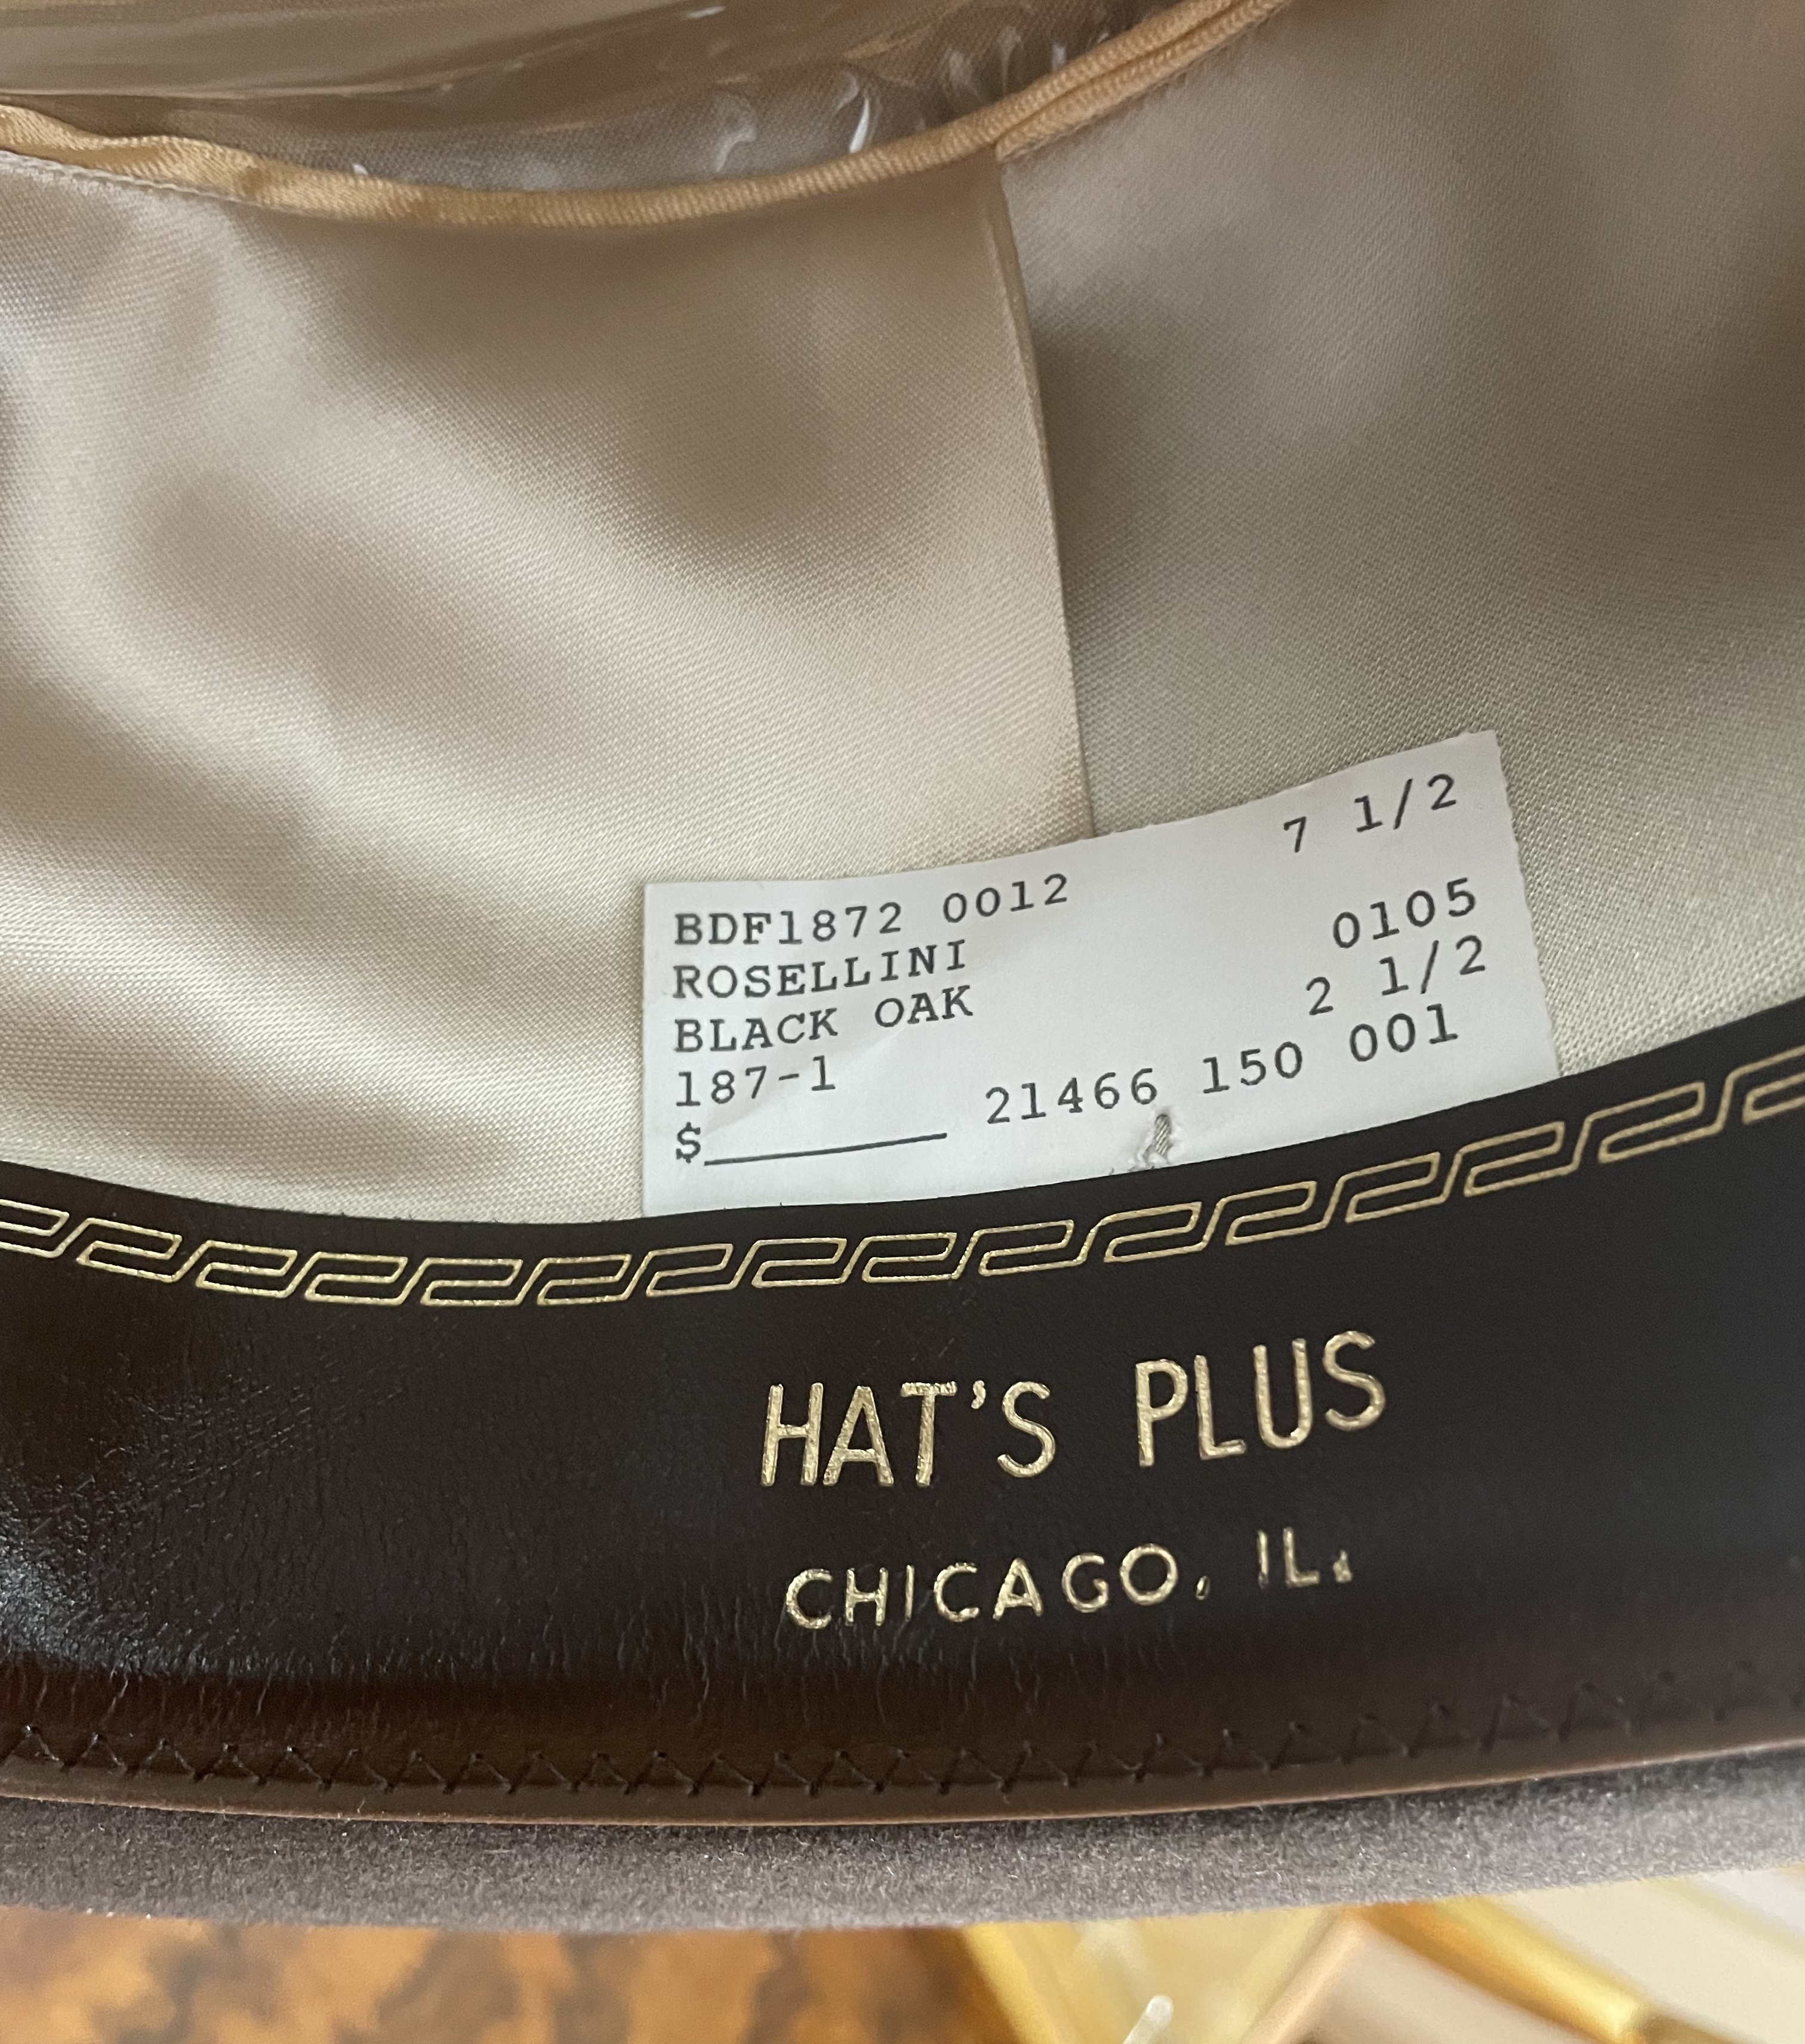 BDF1872 0012 7 1/2
ROSELLINI 0105
BLACK OAK 2 1/2
187-1 21466 150 001
$________
HAT'S PLUS
CHICAGO, IL.